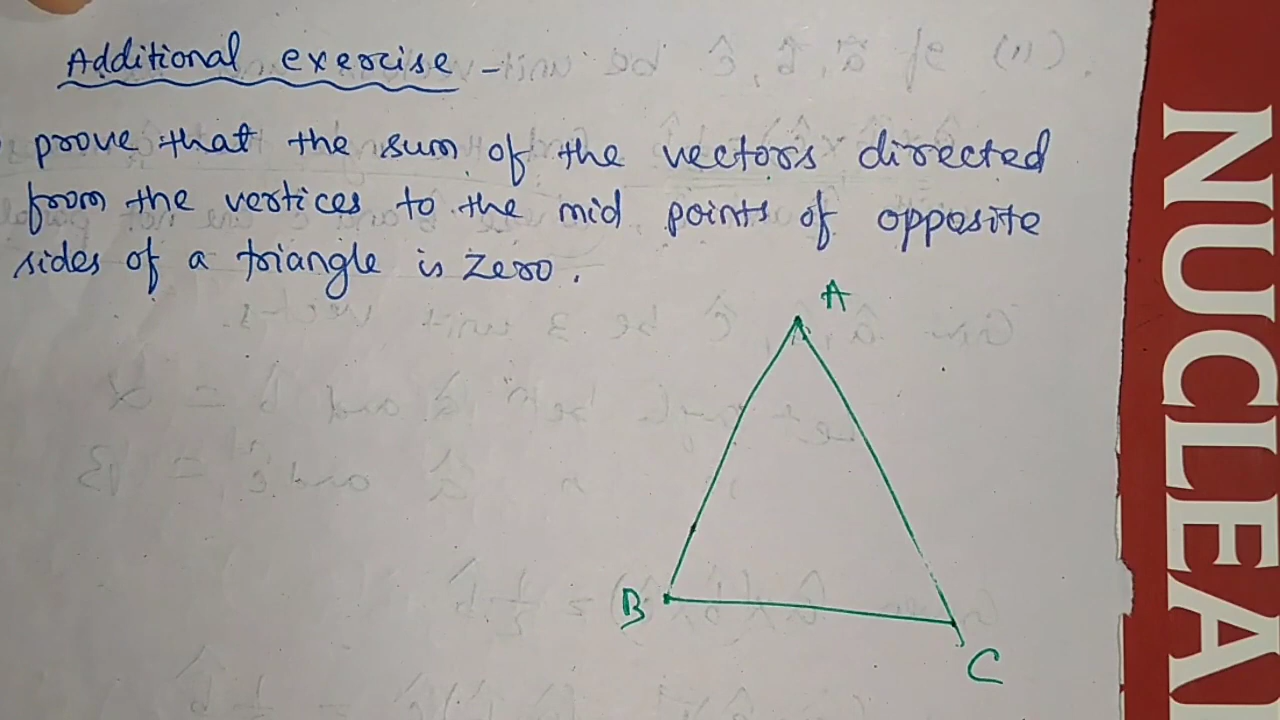 Additional exercise -
prove that the sum of the vectors directed
from the vertices to the mid points of opposite
sides of a triangle is zero.
A
B
C
NUCLEA